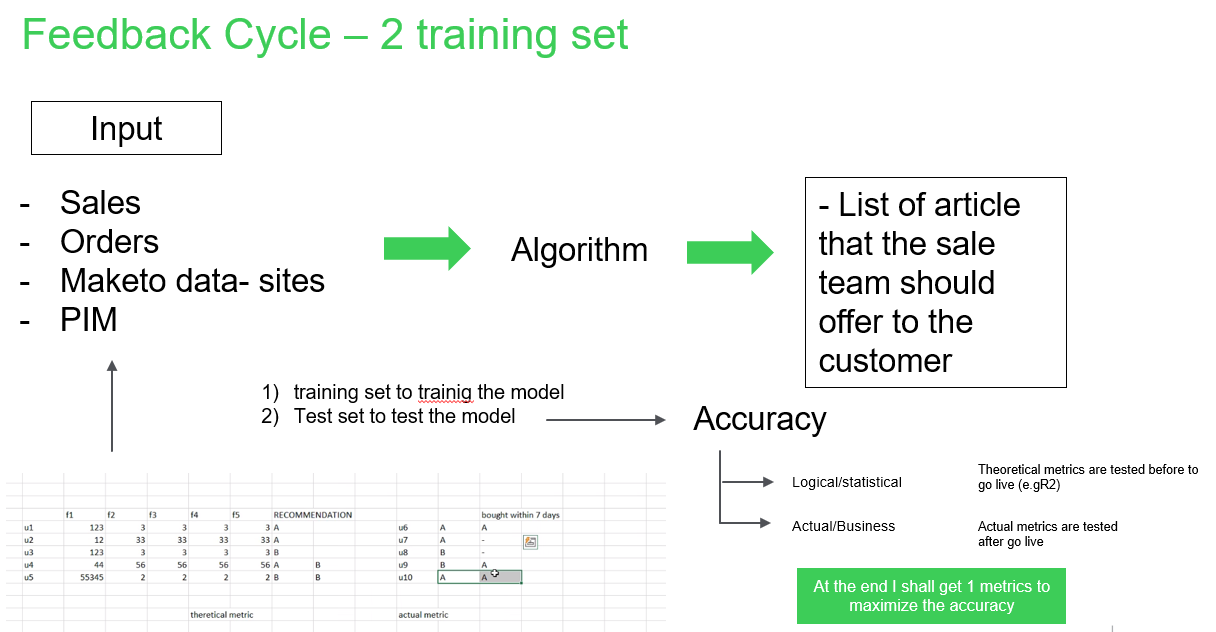 Feedback Cycle – 2 training set
Input
- Sales
- Orders
- Maketo data- sites
- PIM
Algorithm
- List of article
that the sale
team should
offer to the
customer
1) training set to trainig the model
2) Test set to test the model
Accuracy
Logical/statistical
Theoretical metrics are tested before to
go live (e.gR2)
Actual/Business
Actual metrics are tested
after go live
At the end I shall get 1 metrics to
maximize the accuracy
f1 f2 f3 f4 f5 RECOMMENDATION
u1 123 3 3 3 3 A
u2 12 33 33 33 33 A
u3 123 3 3 3 3 B
u4 44 56 56 56 56 A B
u5 55345 2 2 2 2 B B
theretical metric
bought within 7 days
u6 A A
u7 A -
u8 B -
u9 B A
u10 A A
actual metric